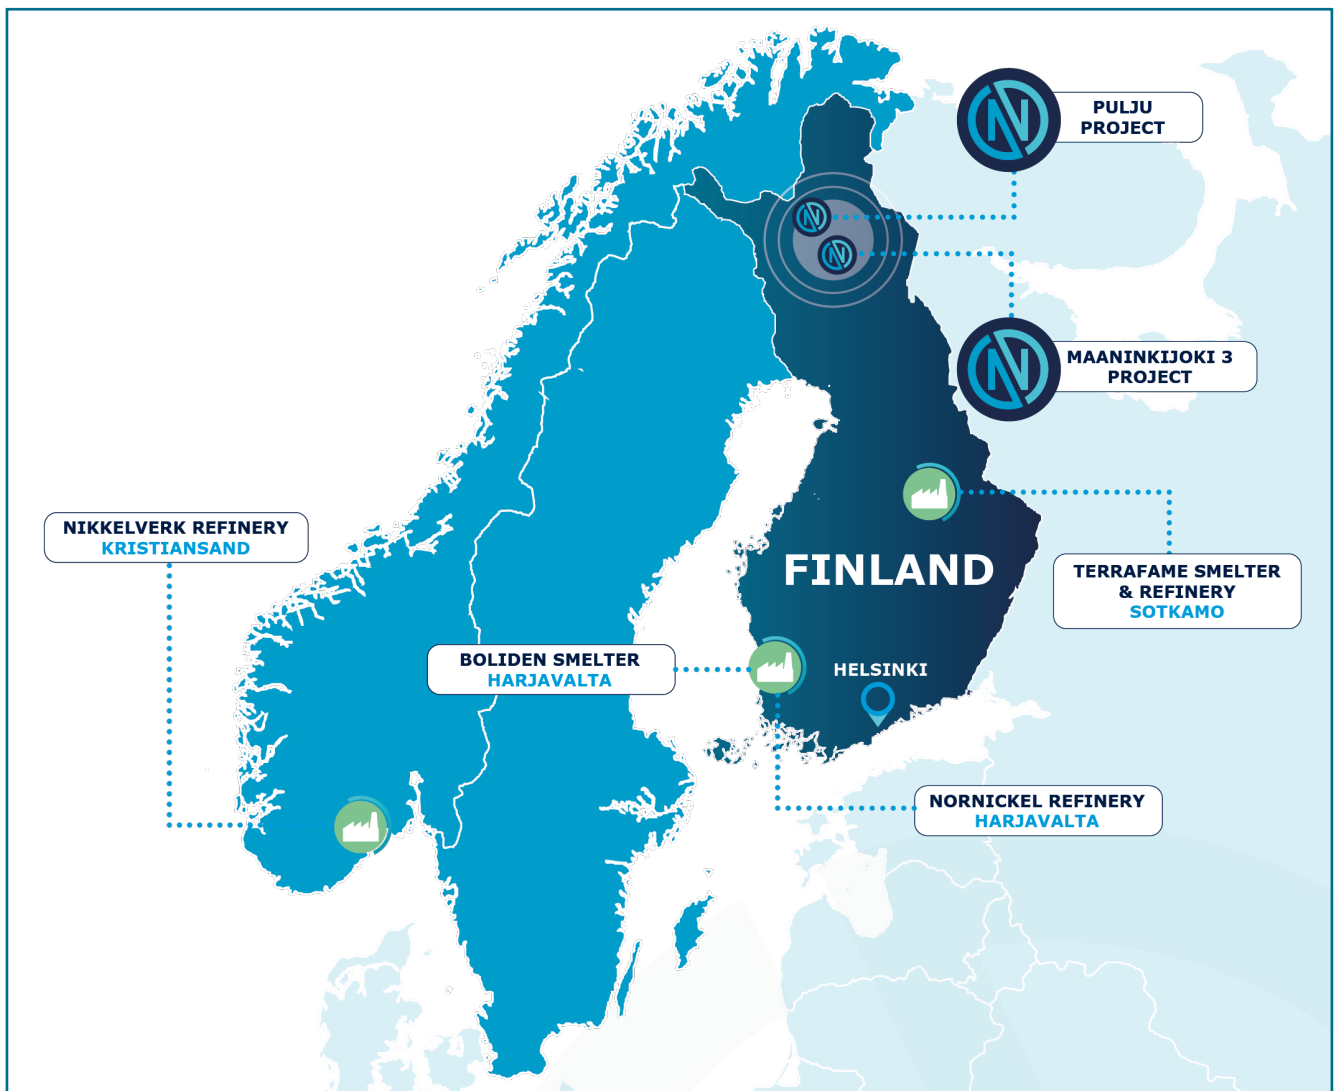 PULJU
PROJECT
MAANINKIJOKI 3
PROJECT
NIKKELVERK REFINERY
KRISTIANSAND
FINLAND
TERRAFAME SMELTER
& REFINERY
SOTKAMO
BOLIDEN SMELTER
HARJAVALTA
HELSINKI
NORNICKEL REFINERY
HARJAVALTA